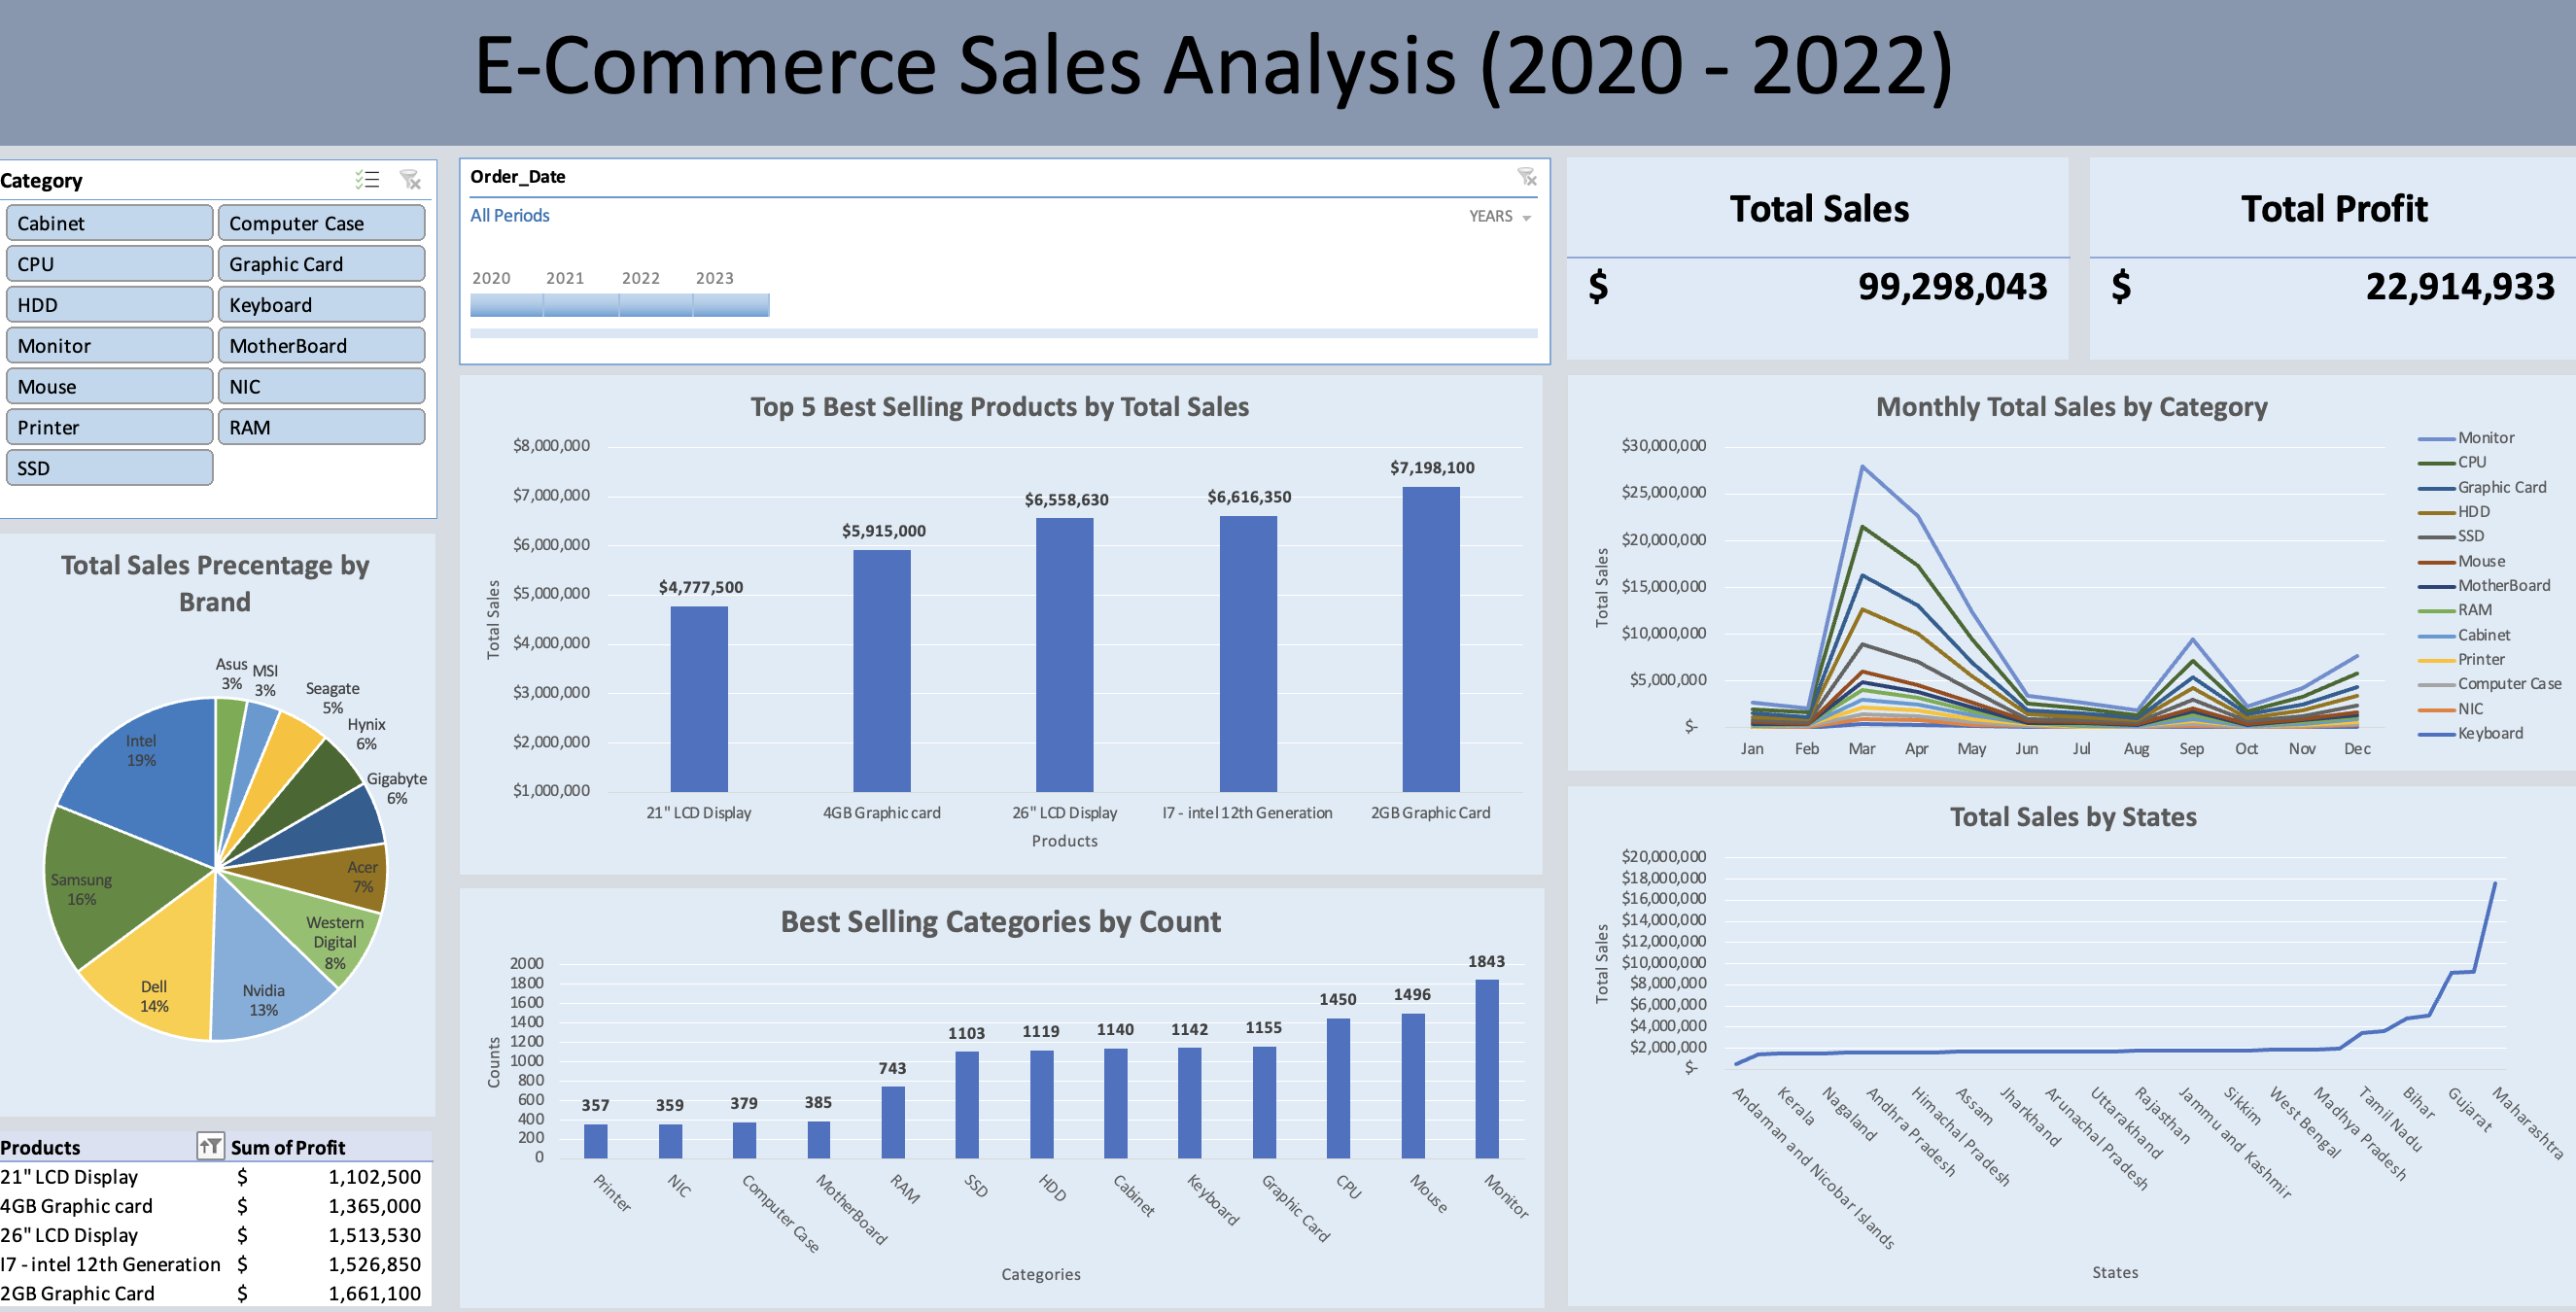 E-Commerce Sales Analysis (2020 - 2022)
Category
Cabinet
Computer Case
CPU
Graphic Card
HDD
Keyboard
Monitor
MotherBoard
Mouse
NIC
Printer
RAM
SSD
Order_Date
All Periods
YEARS
2020 2021 2022 2023
Total Sales
$ 99,298,043
Total Profit
$ 22,914,933
Total Sales Precentage by
Brand
Asus
3%
MSI
3%
Seagate
5%
Hynix
6%
Gigabyte
6%
Acer
7%
Western
Digital
8%
Nvidia
13%
Dell
14%
Samsung
16%
Intel
19%
Products Sum of Profit
21" LCD Display $ 1,102,500
4GB Graphic card $ 1,365,000
26" LCD Display $ 1,513,530
I7 - intel 12th Generation $ 1,526,850
2GB Graphic Card $ 1,661,100
Top 5 Best Selling Products by Total Sales
Total Sales
$8,000,000
$7,000,000
$6,000,000
$5,000,000
$4,000,000
$3,000,000
$2,000,000
$1,000,000
$4,777,500
$5,915,000
$6,558,630
$6,616,350
$7,198,100
21" LCD Display
4GB Graphic card
26" LCD Display
I7 - intel 12th Generation
2GB Graphic Card
Products
Best Selling Categories by Count
Counts
2000
1800
1600
1400
1200
1000
800
600
400
200
0
357
359
379
385
743
1103
1119
1140
1142
1155
1450
1496
1843
Printer
NIC
Computer Case
MotherBoard
RAM
SSD
HDD
Cabinet
Keyboard
Graphic Card
CPU
Mouse
Monitor
Categories
Monthly Total Sales by Category
Total Sales
$30,000,000
$25,000,000
$20,000,000
$15,000,000
$10,000,000
$5,000,000
$-
Jan Feb Mar Apr May Jun Jul Aug Sep Oct Nov Dec
Monitor
CPU
Graphic Card
HDD
SSD
Mouse
MotherBoard
RAM
Cabinet
Printer
Computer Case
NIC
Keyboard
Total Sales by States
Total Sales
$20,000,000
$18,000,000
$16,000,000
$14,000,000
$12,000,000
$10,000,000
$8,000,000
$6,000,000
$4,000,000
$2,000,000
$-
Andaman and Nicobar Islands
Kerala
Nagaland
Andhra Pradesh
Himachal Pradesh
Assam
Jharkhand
Arunachal Pradesh
Uttarakhand
Rajasthan
Jammu and Kashmir
Sikkim
West Bengal
Madhya Pradesh
Tamil Nadu
Bihar
Gujarat
Maharashtra
States